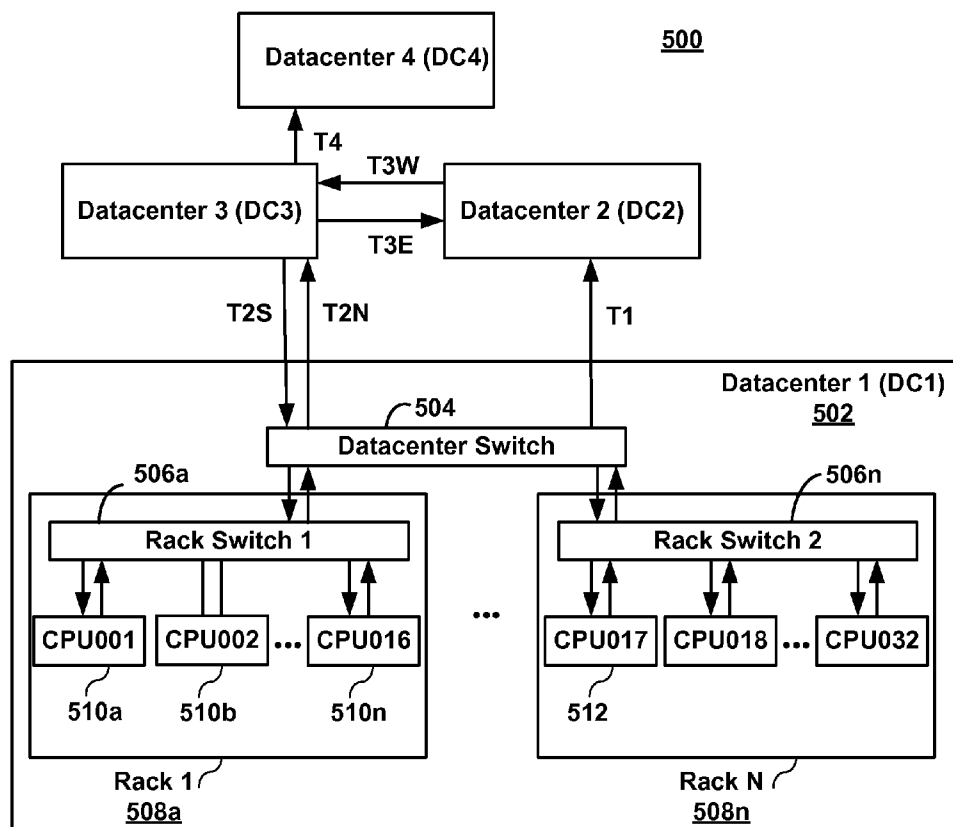 Datacenter 4 (DC4)
500
T4
T3W
Datacenter 3 (DC3)
Datacenter 2 (DC2)
T3E
T2S
T2N
T1
Datacenter 1 (DC1)
502
504
Datacenter Switch
506a
506n
Rack Switch 1
Rack Switch 2
...
CPU001
CPU002
...
CPU016
CPU017
CPU018
...
CPU032
510a
510b
510n
512
Rack 1
508a
Rack N
508n